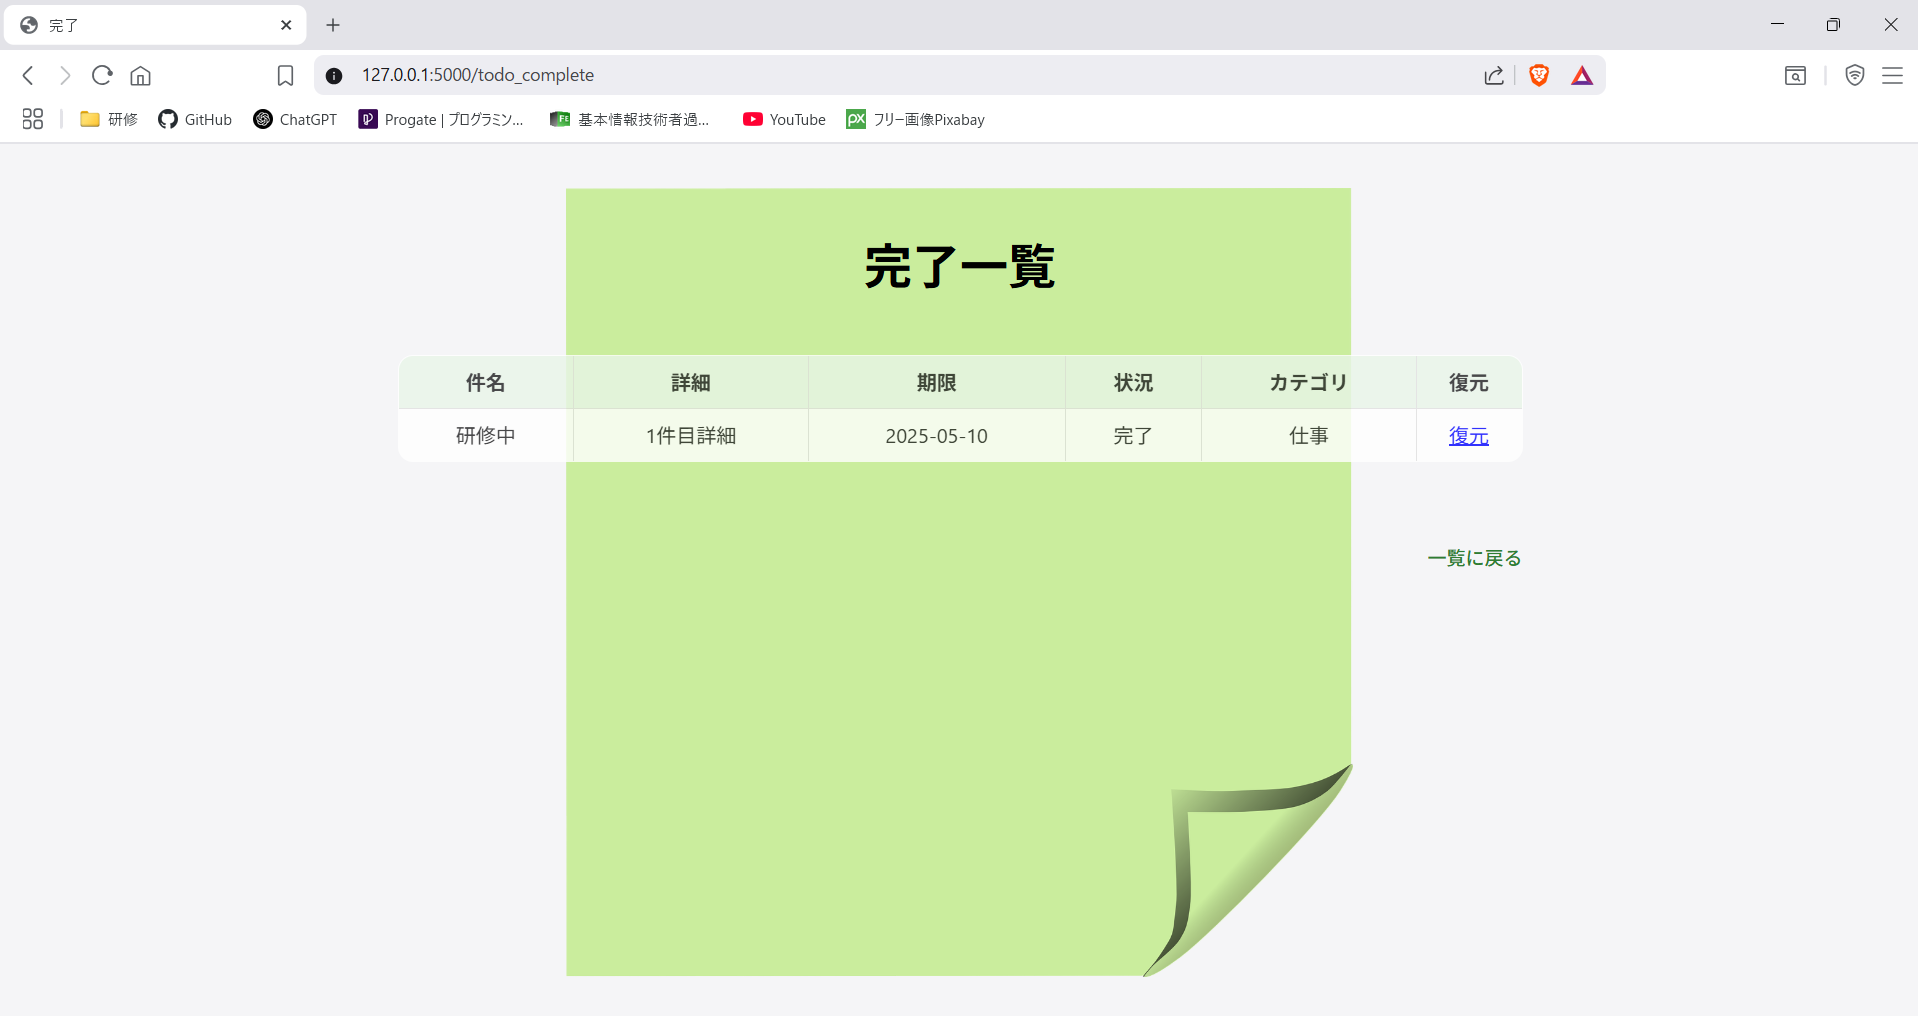 完了
127.0.0.1:5000/todo_complete
研修 GitHub ChatGPT Progate | プログラミン... 基本情報技術者過... YouTube フリー画像Pixabay
完了一覧
件名 詳細 期限 状況 カテゴリ 復元
研修中 1件目詳細 2025-05-10 完了 仕事 復元
一覧に戻る